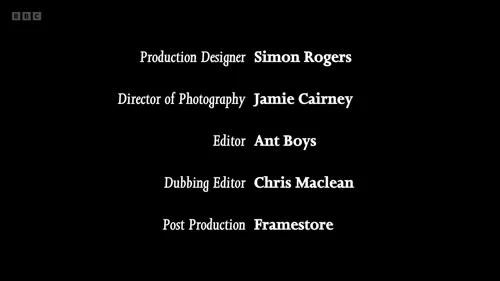 BBC
Production Designer Simon Rogers
Director of Photography Jamie Cairney
Editor Ant Boys
Dubbing Editor Chris Maclean
Post Production Framestore